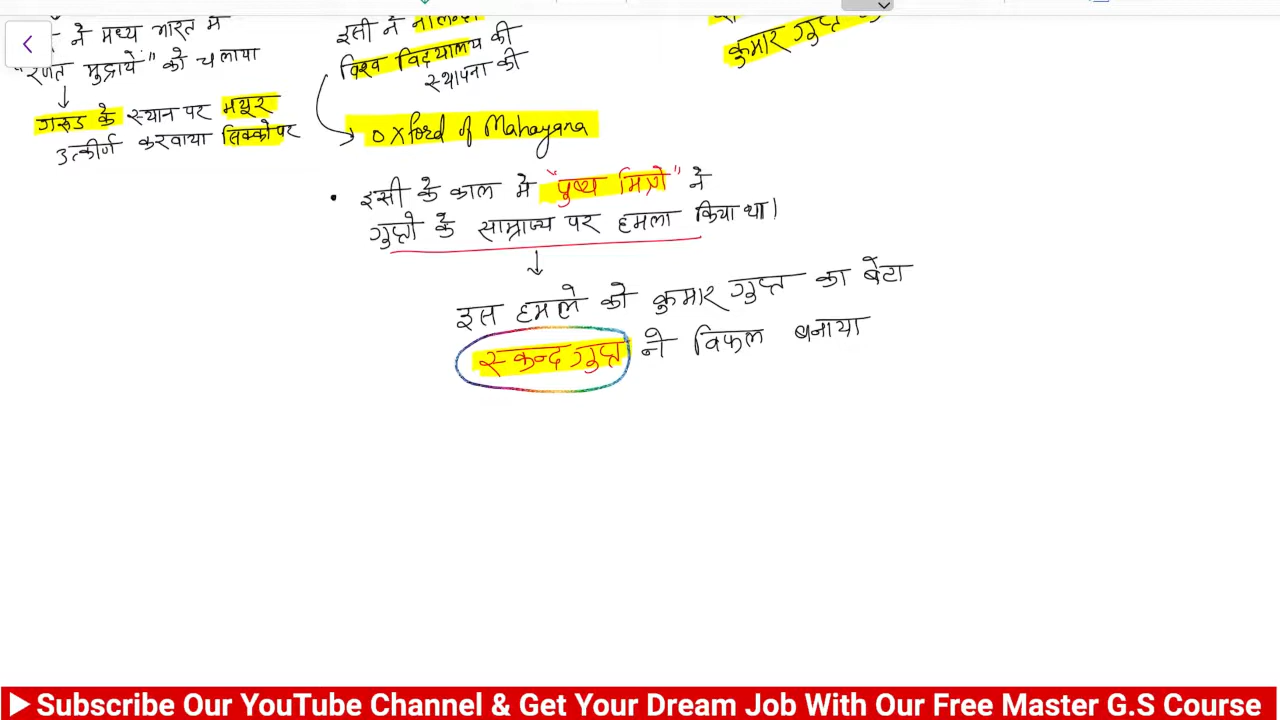 ने मध्य भारत में
"रजत मुद्रायें" को चलाया
गरूड के स्थान पर मयूर
उत्कीर्ण करवाया सिक्को पर
इसी ने नालन्दा
विश्व विद्यालय की
स्थापना की
Oxford of Mahayana
कुमार गुप्त
• इसी के काल में "पुष्य मित्रो" ने
गुप्तो के साम्राज्य पर हमला किया था।
इस हमले को कुमार गुप्त का बेटा
स्कन्द गुप्त ने विफल बनाया
▶ Subscribe Our YouTube Channel & Get Your Dream Job With Our Free Master G.S Course